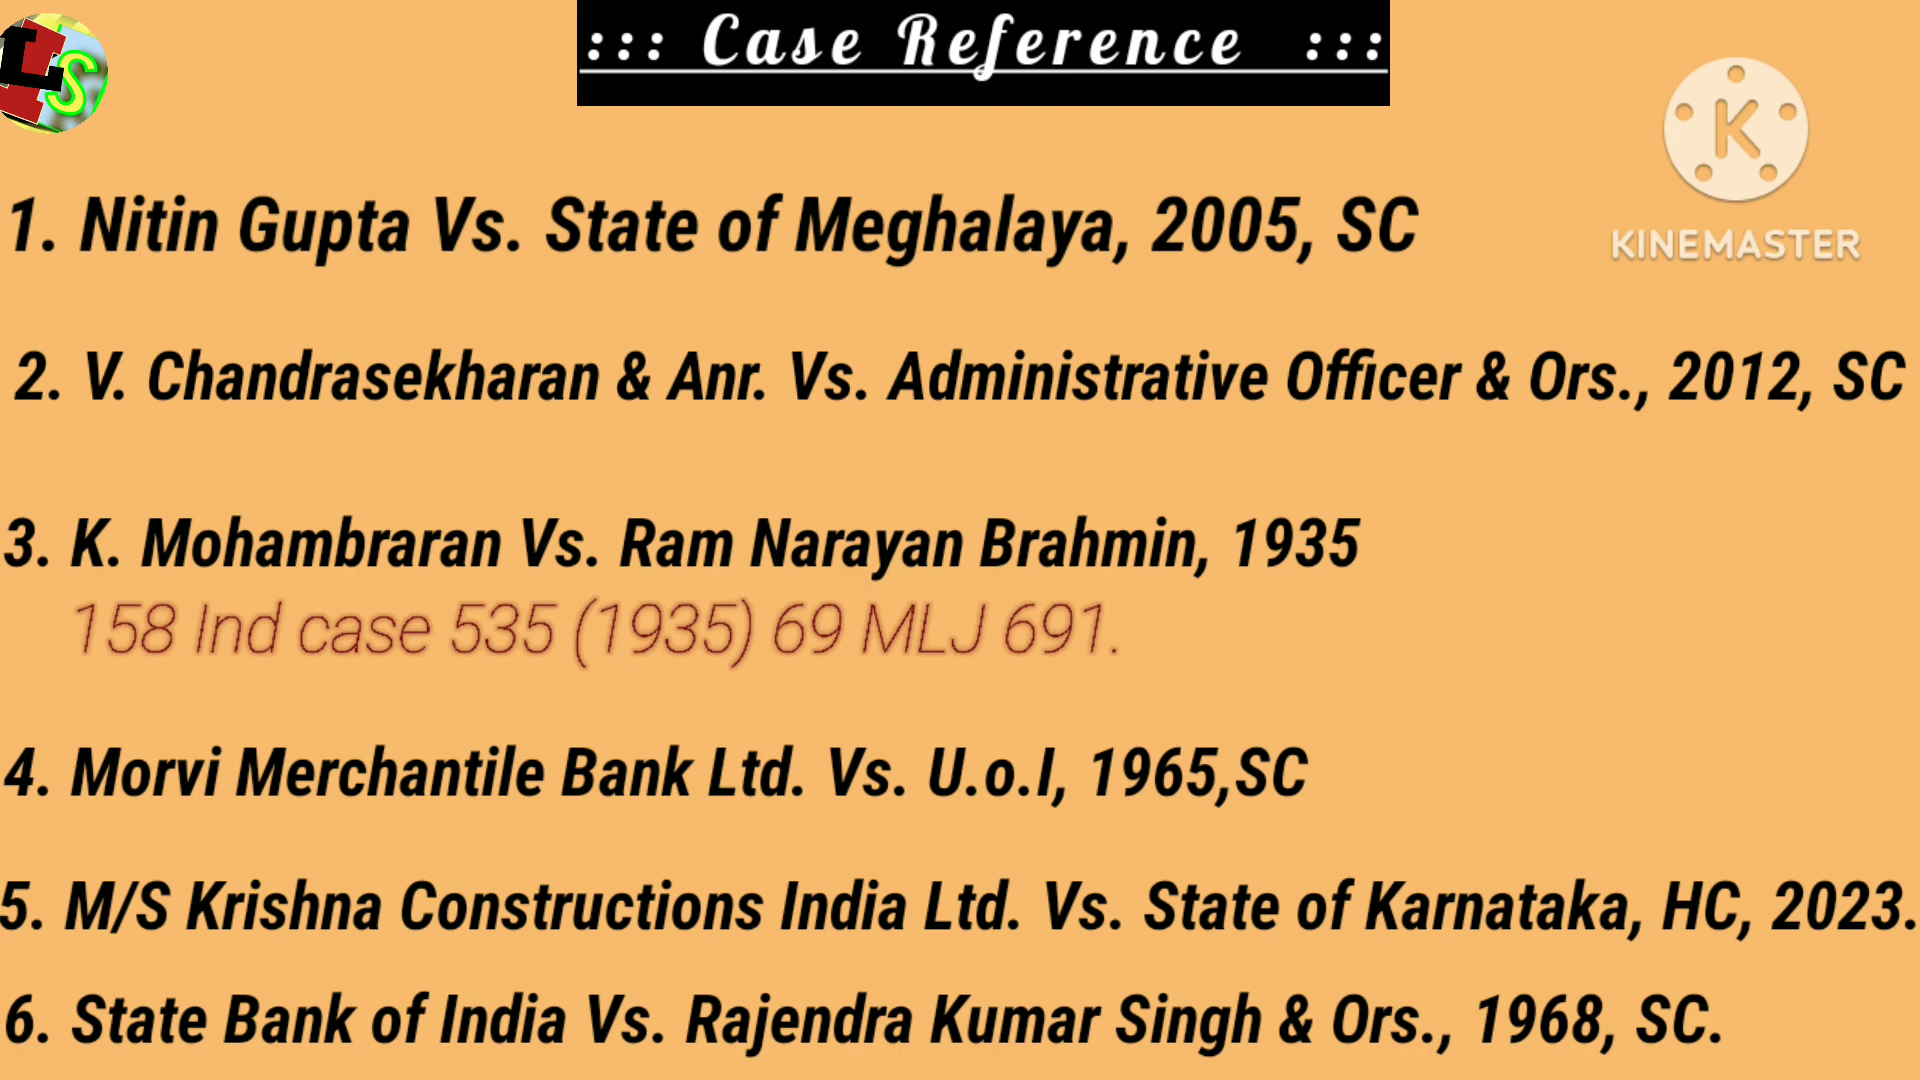 ::: Case Reference :::
LS
K
KINEMASTER
1. Nitin Gupta Vs. State of Meghalaya, 2005, SC
2. V. Chandrasekharan & Anr. Vs. Administrative Officer & Ors., 2012, SC
3. K. Mohambraran Vs. Ram Narayan Brahmin, 1935
158 Ind case 535 (1935) 69 MLJ 691.
4. Morvi Merchantile Bank Ltd. Vs. U.o.I, 1965,SC
5. M/S Krishna Constructions India Ltd. Vs. State of Karnataka, HC, 2023.
6. State Bank of India Vs. Rajendra Kumar Singh & Ors., 1968, SC.